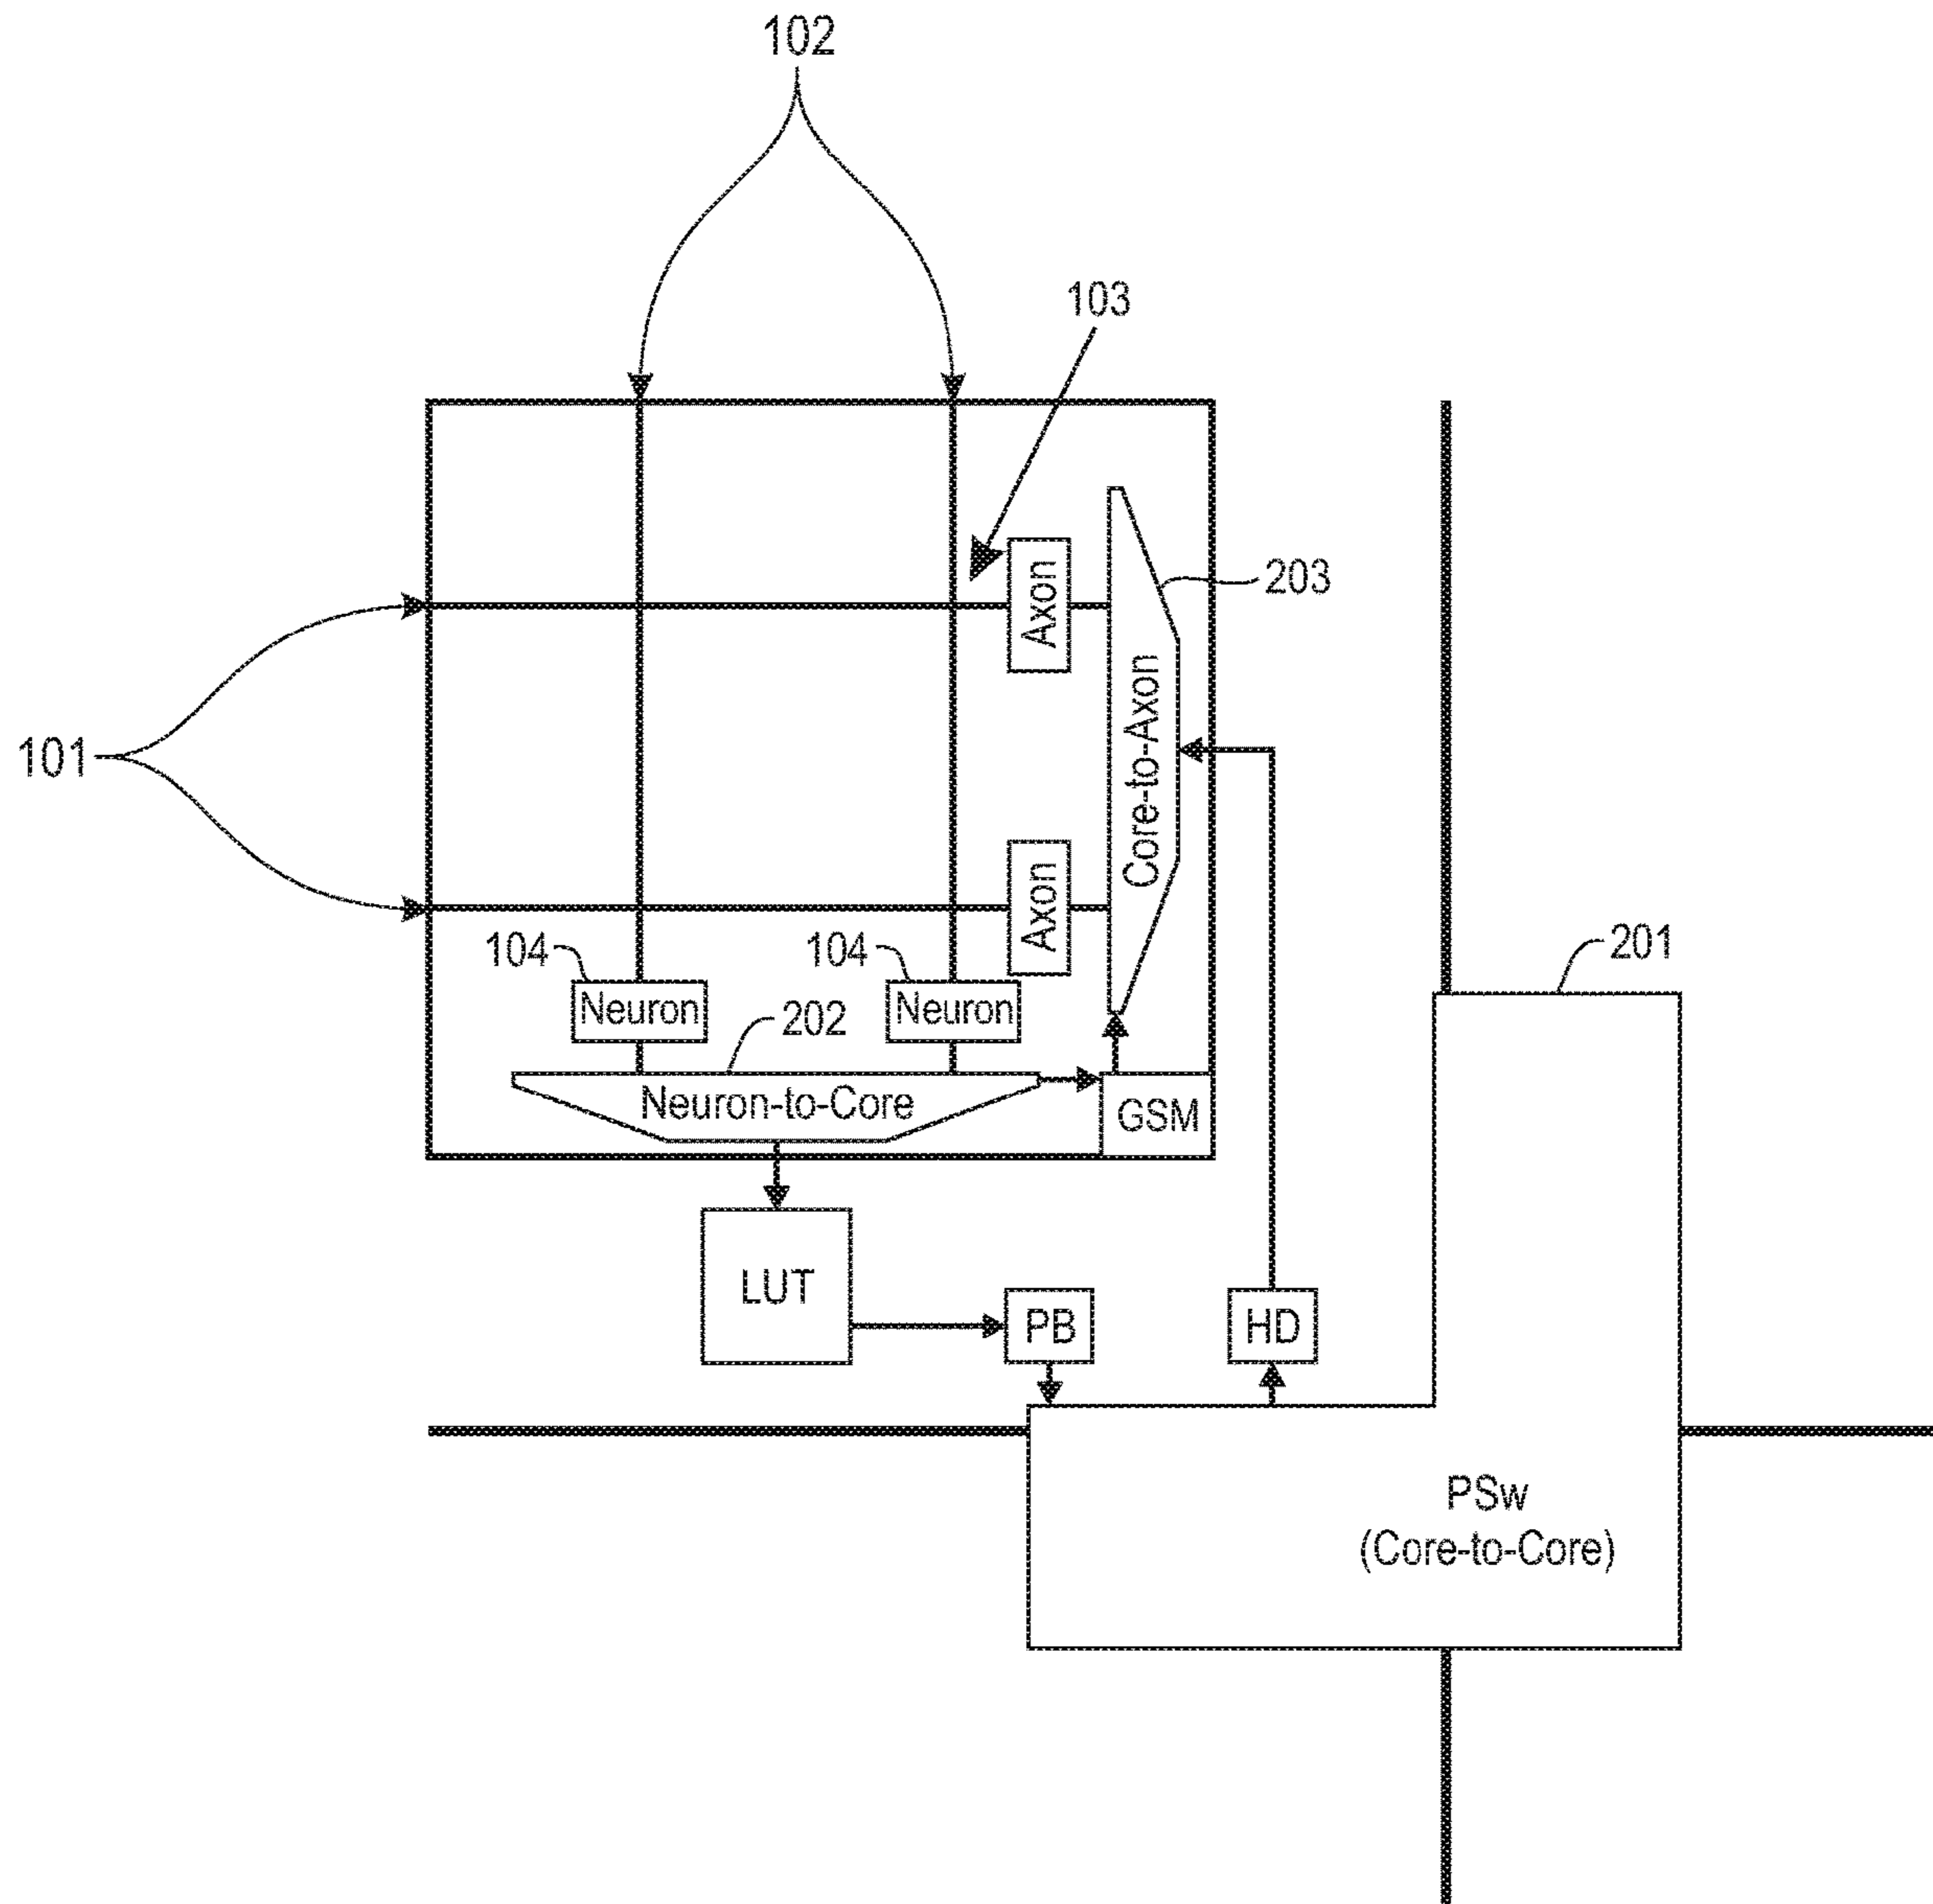 102
103
Axon
203
Core-to-Axon
101
Axon
104
104
201
Neuron
Neuron
202
Neuron-to-Core
GSM
LUT
PB
HD
PSw
(Core-to-Core)